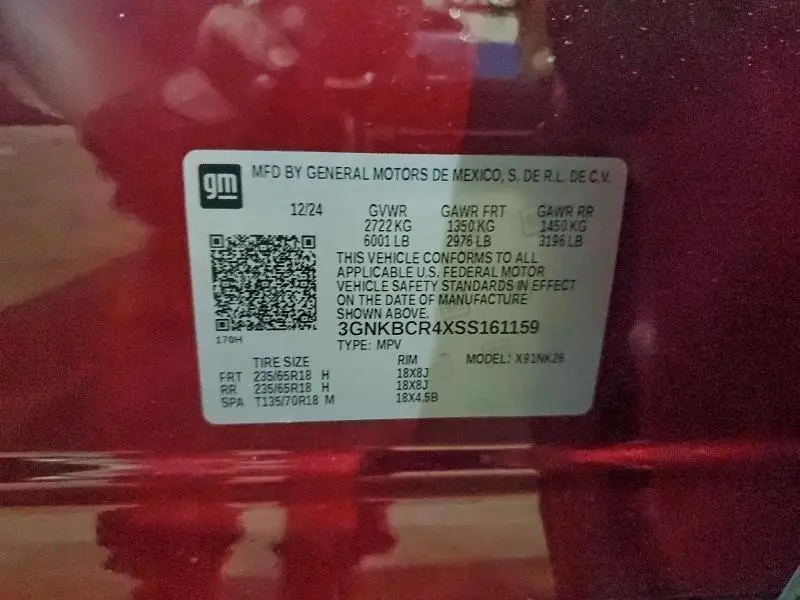 gm
MFD BY GENERAL MOTORS DE MEXICO, S. DE R.L. DE C.V.
12/24 GVWR GAWR FRT GAWR RR
2722 KG 1350 KG 1450 KG
6001 LB 2976 LB 3196 LB
THIS VEHICLE CONFORMS TO ALL
APPLICABLE U.S. FEDERAL MOTOR
VEHICLE SAFETY STANDARDS IN EFFECT
ON THE DATE OF MANUFACTURE
SHOWN ABOVE.
3GNKBCR4XSS161159
170H
TYPE: MPV
TIRE SIZE RIM MODEL: X91NK26
FRT 235/65R18 H 18X8J
RR 235/65R18 H 18X8J
SPA T135/70R18 M 18X4.5B